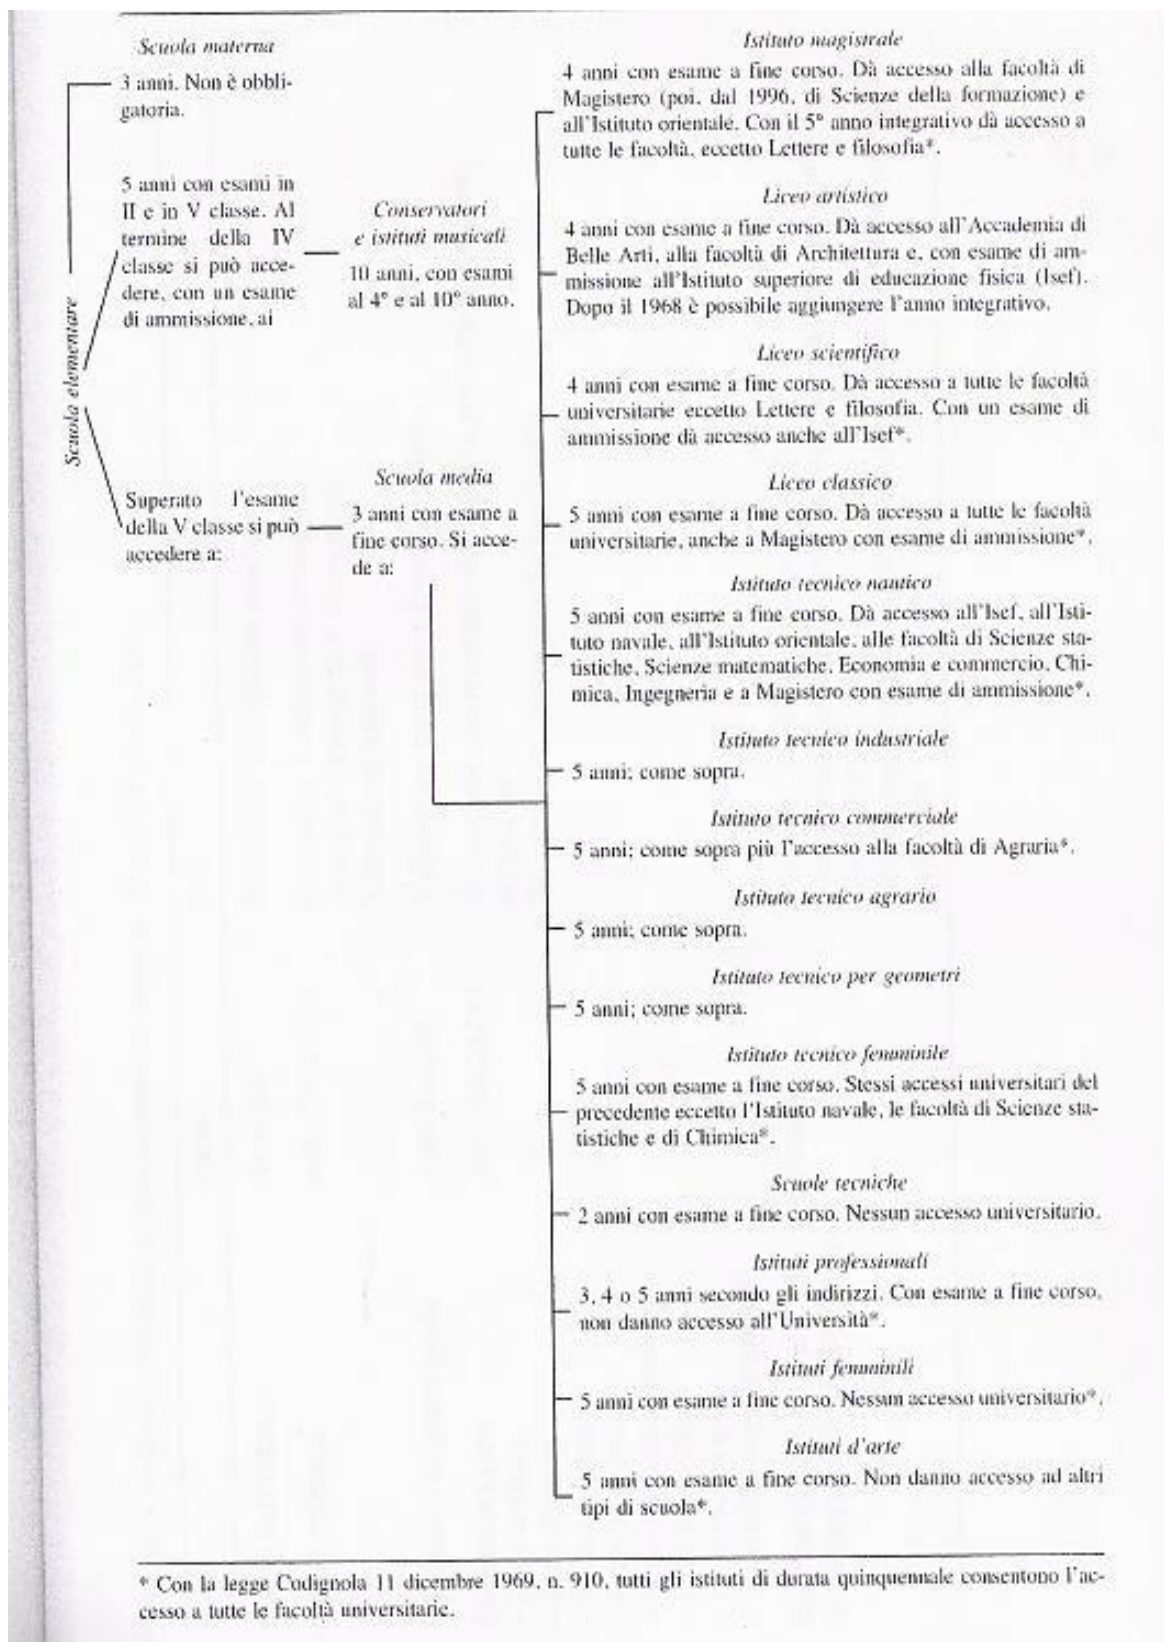 Scuola materna
3 anni. Non è obbli-
gatoria.
Scuola elementare
5 anni con esami in
II e in V classe. Al
termine della IV
classe si può acce-
dere, con un esame
di ammissione, ai
Conservatori
e istituti musicali
10 anni, con esami
al 4° e al 10° anno.
Superato l'esame
della V classe si può
accedere a:
Scuola media
3 anni con esame a
fine corso. Si acce-
de a:
Istituto magistrale
4 anni con esame a fine corso. Dà accesso alla facoltà di
Magistero (poi, dal 1996, di Scienze della formazione) e
all'Istituto orientale. Con il 5° anno integrativo dà accesso a
tutte le facoltà, eccetto Lettere e filosofia*.
Liceo artistico
4 anni con esame a fine corso. Dà accesso all'Accademia di
Belle Arti, alla facoltà di Architettura e, con esame di am-
missione all'Istituto superiore di educazione fisica (Isef).
Dopo il 1968 è possibile aggiungere l'anno integrativo.
Liceo scientifico
4 anni con esame a fine corso. Dà accesso a tutte le facoltà
universitarie eccetto Lettere e filosofia. Con un esame di
ammissione dà accesso anche all'Isef*.
Liceo classico
5 anni con esame a fine corso. Dà accesso a tutte le facoltà
universitarie, anche a Magistero con esame di ammissione*.
Istituto tecnico nautico
5 anni con esame a fine corso. Dà accesso all'Isef, all'Isti-
tuto navale, all'Istituto orientale, alle facoltà di Scienze sta-
tistiche, Scienze matematiche, Economia e commercio, Chi-
mica, Ingegneria e a Magistero con esame di ammissione*.
Istituto tecnico industriale
5 anni; come sopra.
Istituto tecnico commerciale
5 anni; come sopra più l'accesso alla facoltà di Agraria*.
Istituto tecnico agrario
5 anni; come sopra.
Istituto tecnico per geometri
5 anni; come sopra.
Istituto tecnico femminile
5 anni con esame a fine corso. Stessi accessi universitari del
precedente eccetto l'Istituto navale, le facoltà di Scienze sta-
tistiche e di Chimica*.
Scuole tecniche
2 anni con esame a fine corso. Nessun accesso universitario.
Istituti professionali
3, 4 o 5 anni secondo gli indirizzi. Con esame a fine corso,
non danno accesso all'Università*.
Istituti femminili
5 anni con esame a fine corso. Nessun accesso universitario*.
Istituti d'arte
5 anni con esame a fine corso. Non danno accesso ad altri
tipi di scuola*.
* Con la legge Codignola 11 dicembre 1969, n. 910, tutti gli istituti di durata quinquennale consentono l'ac-
cesso a tutte le facoltà universitarie.